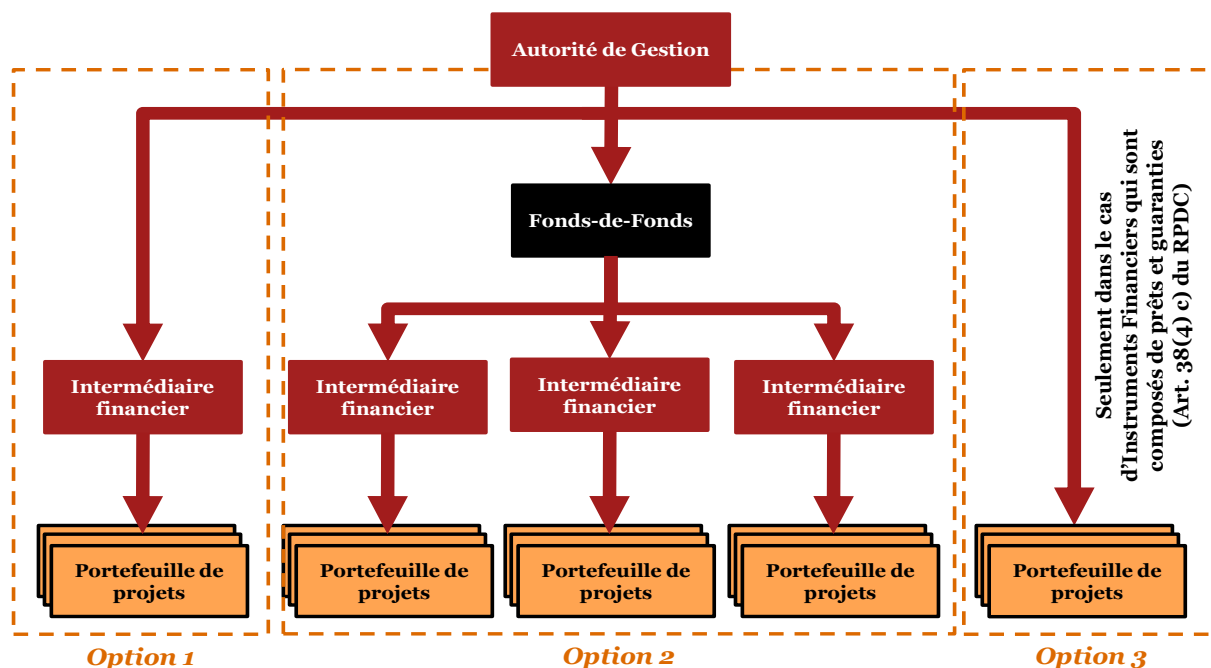 Autorité de Gestion
Fonds-de-Fonds
Intermédiaire
financier
Intermédiaire
financier
Intermédiaire
financier
Intermédiaire
financier
Seulement dans le cas
d’Instruments Financiers qui sont
composés de prêts et guaranties
(Art. 38(4) c) du RPDC)
Portefeuille de
projets
Portefeuille de
projets
Portefeuille de
projets
Portefeuille de
projets
Portefeuille de
projets
Option 1
Option 2
Option 3